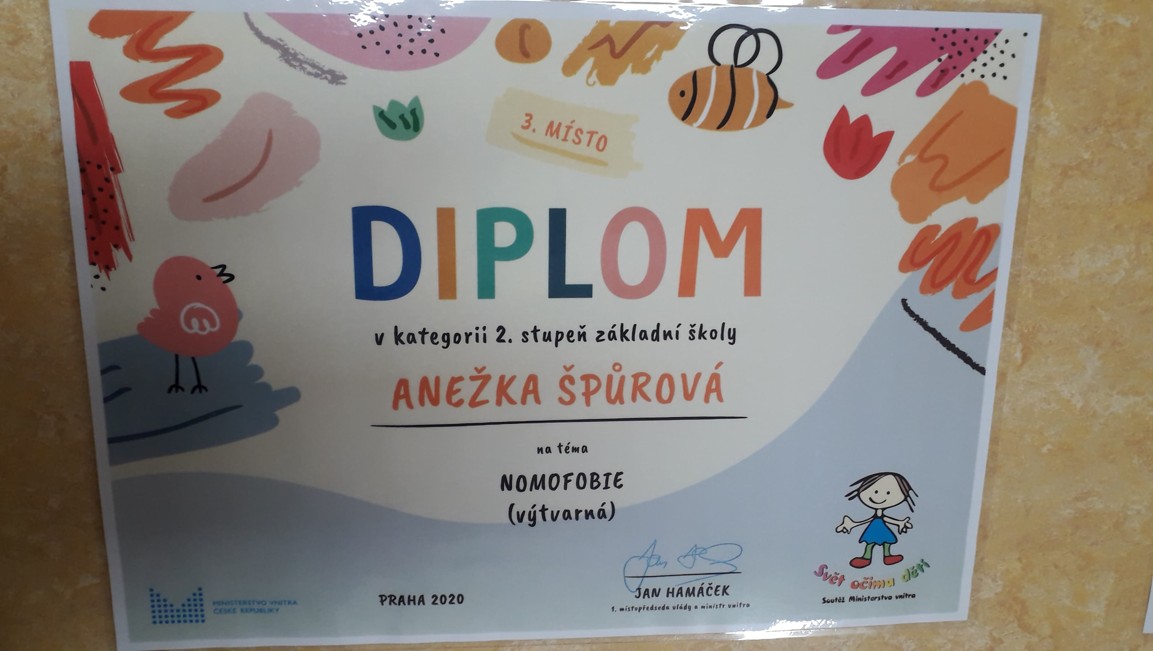 3. MÍSTO
DIPLOM
v kategorii 2. stupeň základní školy
ANEŽKA ŠPŮROVÁ
na téma
NOMOFOBIE
(výtvarná)
JAN HAMÁČEK
1. místopředseda vlády a ministr vnitra
PRAHA 2020
MINISTERSTVO VNITRA
ČESKÉ REPUBLIKY
Svět očima dětí
Soutěž Ministerstva vnitra